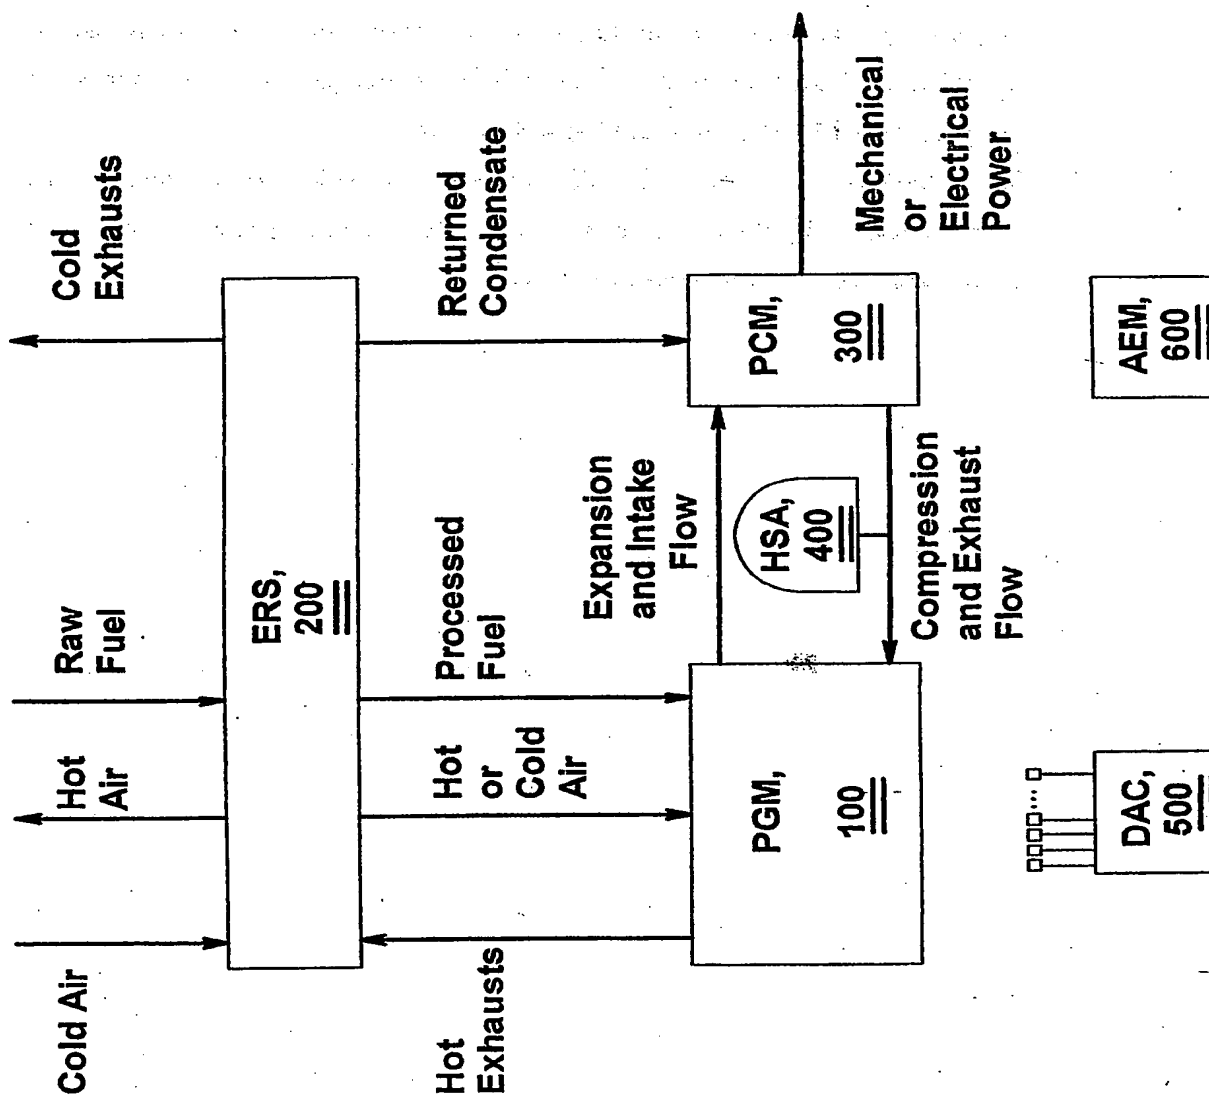 Cold Air
Hot
Air
Raw
Fuel
Cold
Exhausts
ERS,
200
Hot
Exhausts
Hot
or
Cold
Air
Processed
Fuel
Returned
Condensate
Expansion
and Intake
Flow
PGM,
100
HSA,
400
PCM,
300
Compression
and Exhaust
Flow
Mechanical
or
Electrical
Power
...
DAC,
500
AEM,
600